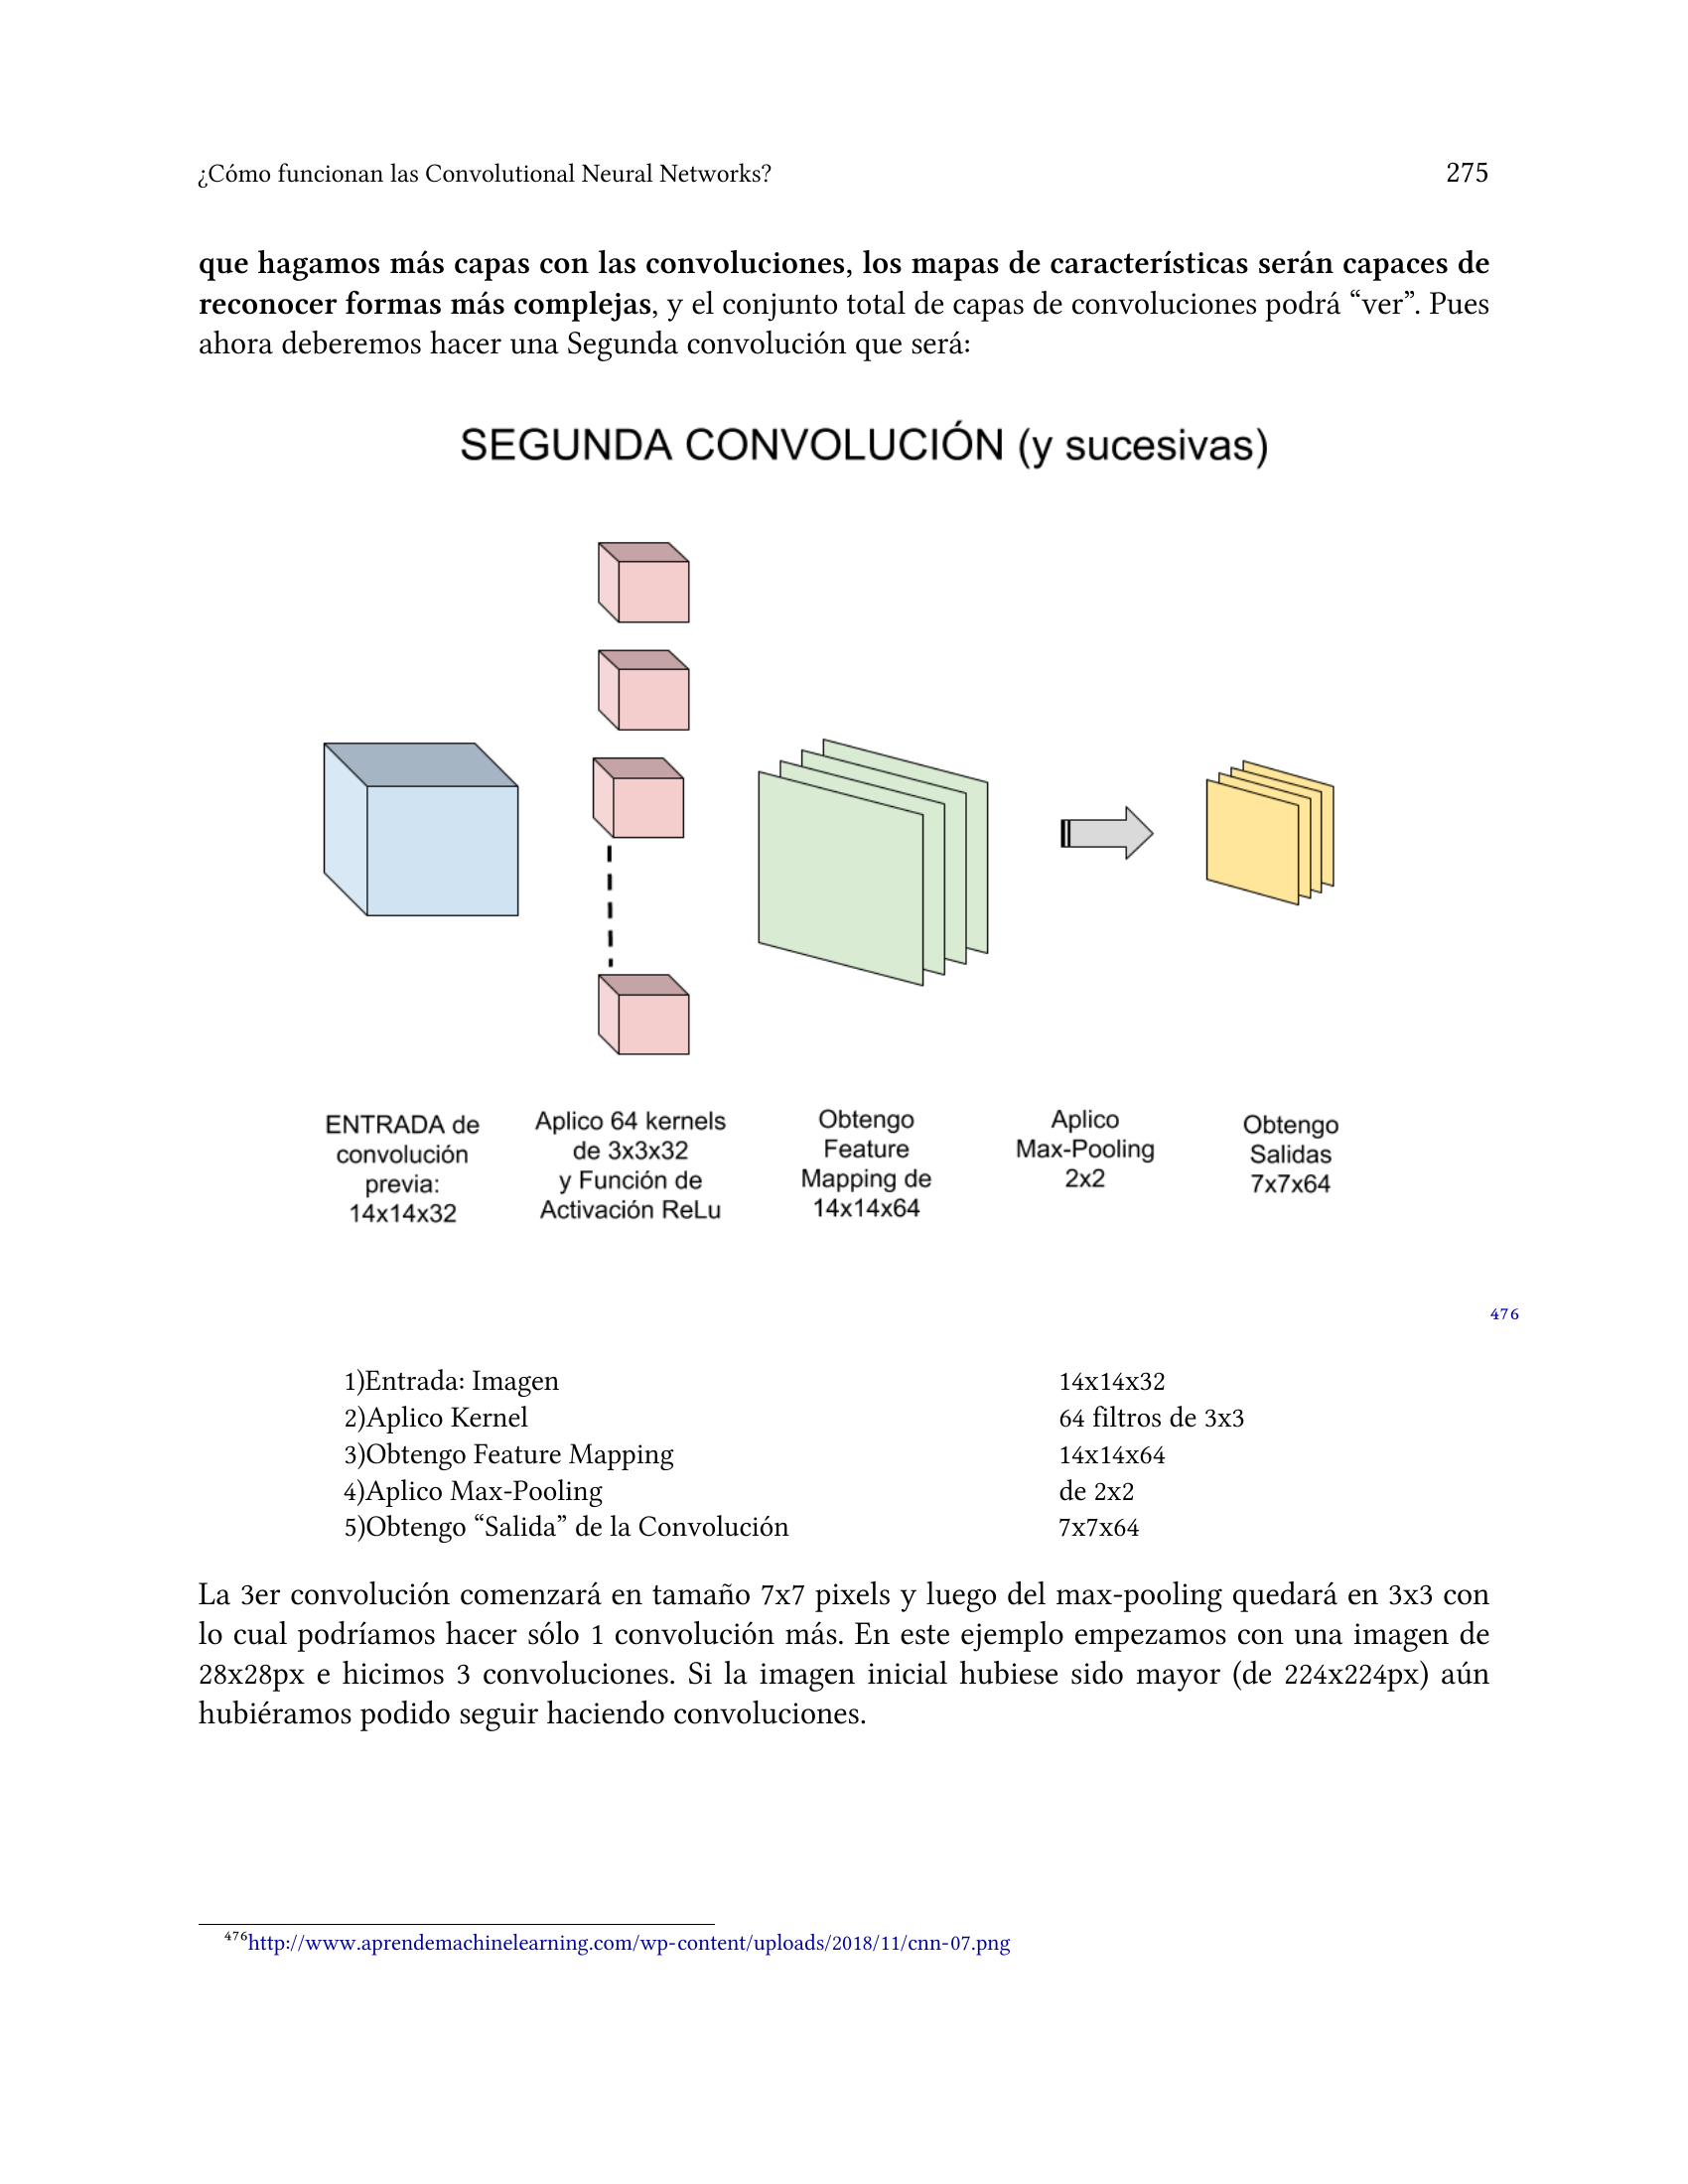 ¿Cómo funcionan las Convolutional Neural Networks? 275
que hagamos más capas con las convoluciones, los mapas de características serán capaces de
reconocer formas más complejas, y el conjunto total de capas de convoluciones podrá “ver”. Pues
ahora deberemos hacer una Segunda convolución que será:
SEGUNDA CONVOLUCIÓN (y sucesivas)
ENTRADA de
convolución
previa:
14x14x32
Aplico 64 kernels
de 3x3x32
y Función de
Activación ReLu
Obtengo
Feature
Mapping de
14x14x64
Aplico
Max-Pooling
2x2
Obtengo
Salidas
7x7x64
476
1)Entrada: Imagen 14x14x32
2)Aplico Kernel 64 filtros de 3x3
3)Obtengo Feature Mapping 14x14x64
4)Aplico Max-Pooling de 2x2
5)Obtengo “Salida” de la Convolución 7x7x64
La 3er convolución comenzará en tamaño 7x7 pixels y luego del max-pooling quedará en 3x3 con
lo cual podríamos hacer sólo 1 convolución más. En este ejemplo empezamos con una imagen de
28x28px e hicimos 3 convoluciones. Si la imagen inicial hubiese sido mayor (de 224x224px) aún
hubiéramos podido seguir haciendo convoluciones.
476http://www.aprendemachinelearning.com/wp-content/uploads/2018/11/cnn-07.png